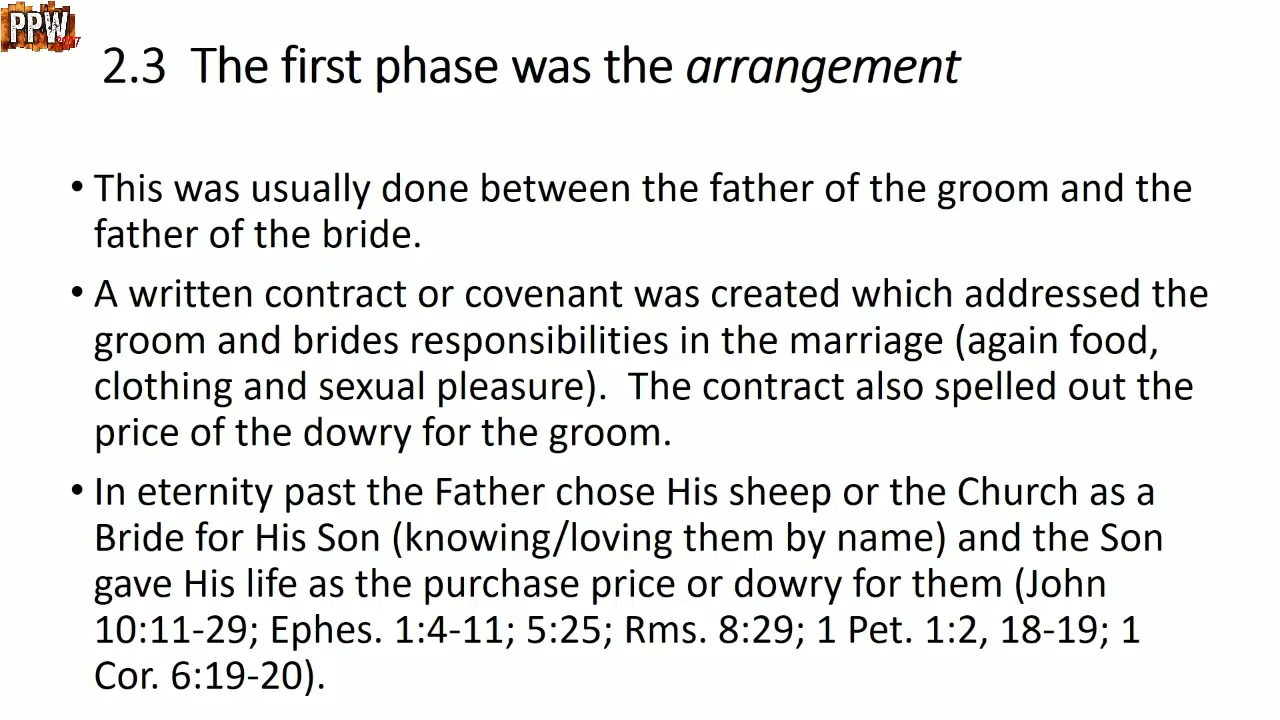 PPW
2.3 The first phase was the arrangement
• This was usually done between the father of the groom and the
father of the bride.
• A written contract or covenant was created which addressed the
groom and brides responsibilities in the marriage (again food,
clothing and sexual pleasure). The contract also spelled out the
price of the dowry for the groom.
• In eternity past the Father chose His sheep or the Church as a
Bride for His Son (knowing/loving them by name) and the Son
gave His life as the purchase price or dowry for them (John
10:11-29; Ephes. 1:4-11; 5:25; Rms. 8:29; 1 Pet. 1:2, 18-19; 1
Cor. 6:19-20).